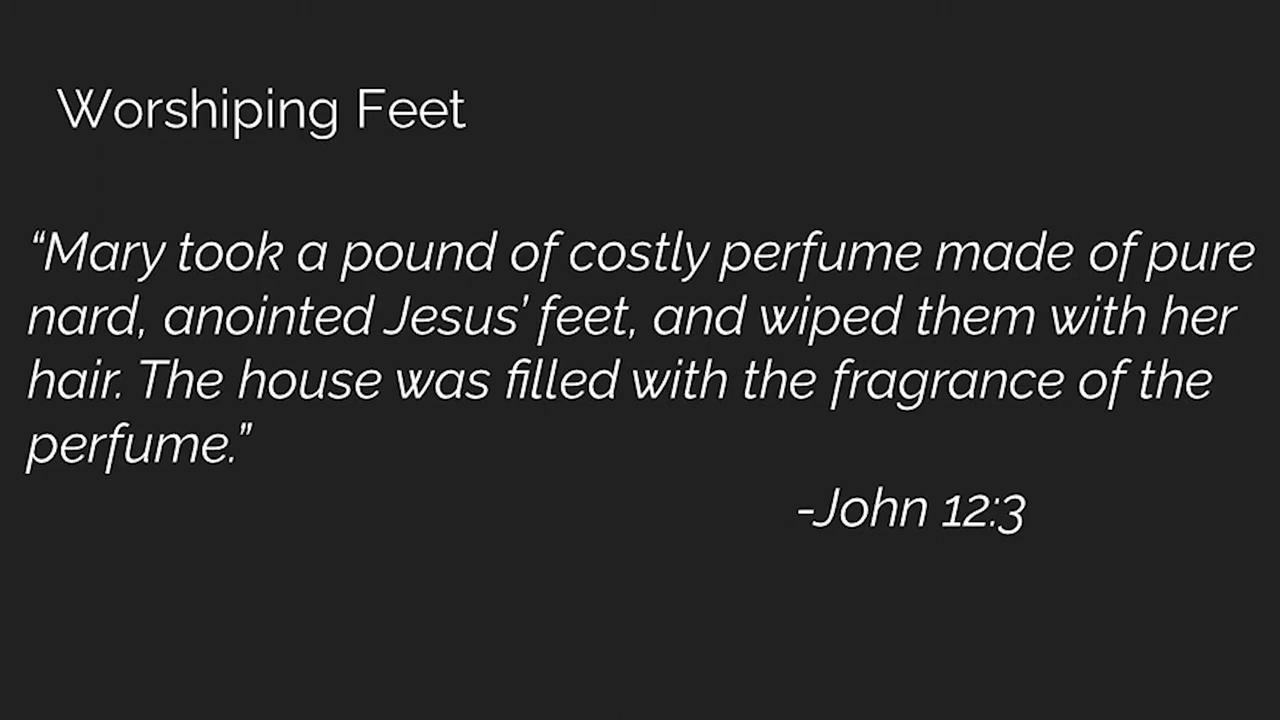 Worshiping Feet
“Mary took a pound of costly perfume made of pure
nard, anointed Jesus’ feet, and wiped them with her
hair. The house was filled with the fragrance of the
perfume.”
-John 12:3